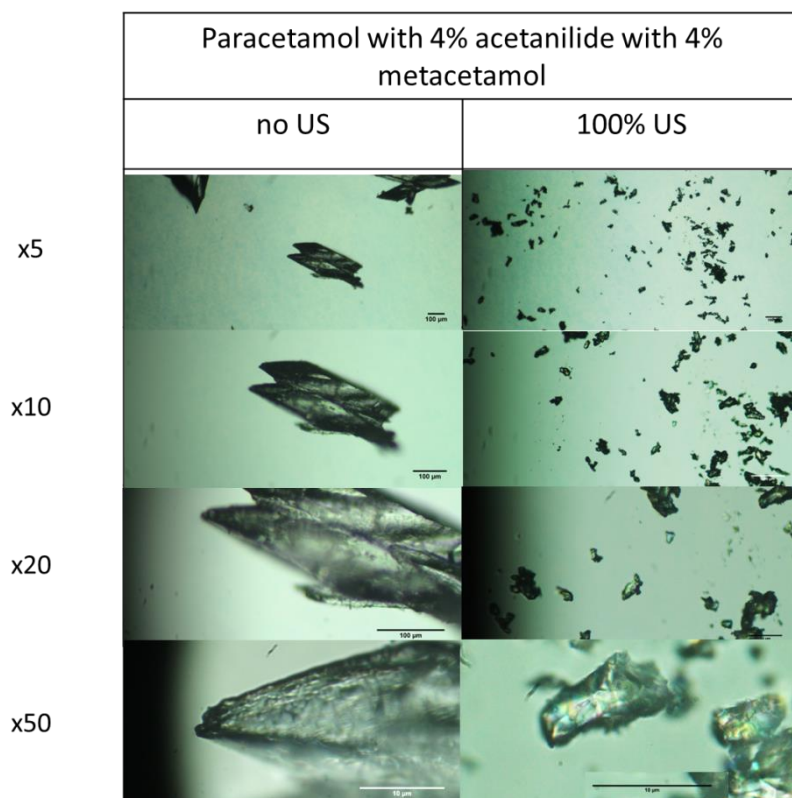 Paracetamol with 4% acetanilide with 4%
metacetamol
no US
100% US
x5
100 µm
x10
100 µm
x20
100 µm
x50
10 µm
10 µm